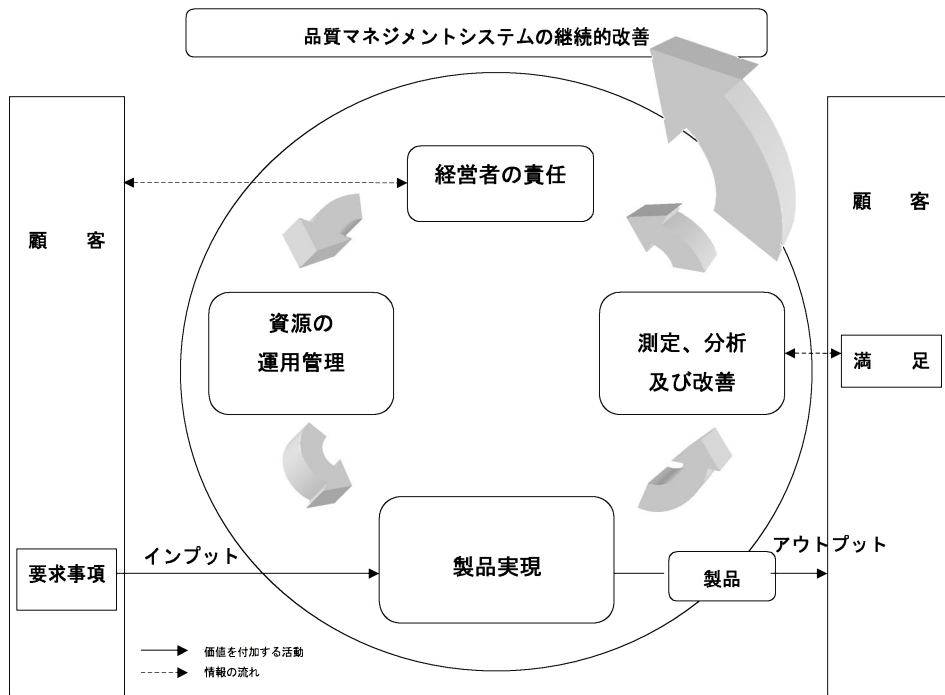 品質マネジメントシステムの継続的改善
経営者の責任
顧　客
顧　客
資源の
運用管理
測定、分析
及び改善
満　足
インプット
アウトプット
要求事項
製品実現
製品
価値を付加する活動
情報の流れ